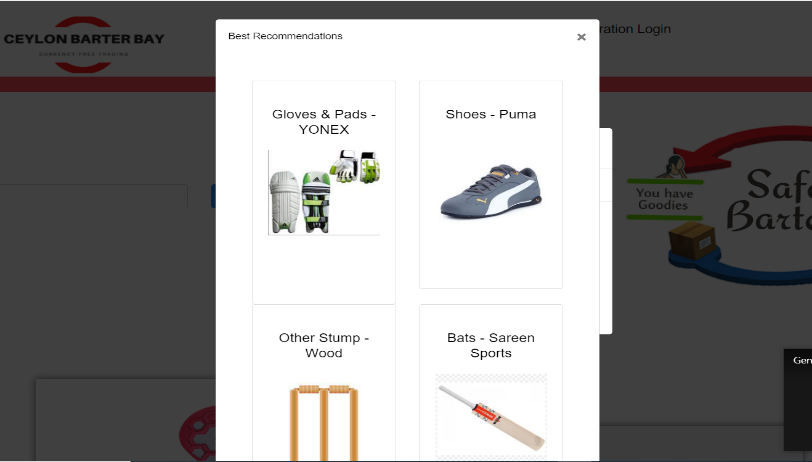 CEYLON BARTER BAY
CURRENCY FREE TRADING
Best Recommendations
×
ration Login
Gloves & Pads -
YONEX
Shoes - Puma
You have
Goodies
Safe
Barte
Other Stump -
Wood
Bats - Sareen
Sports
Gen